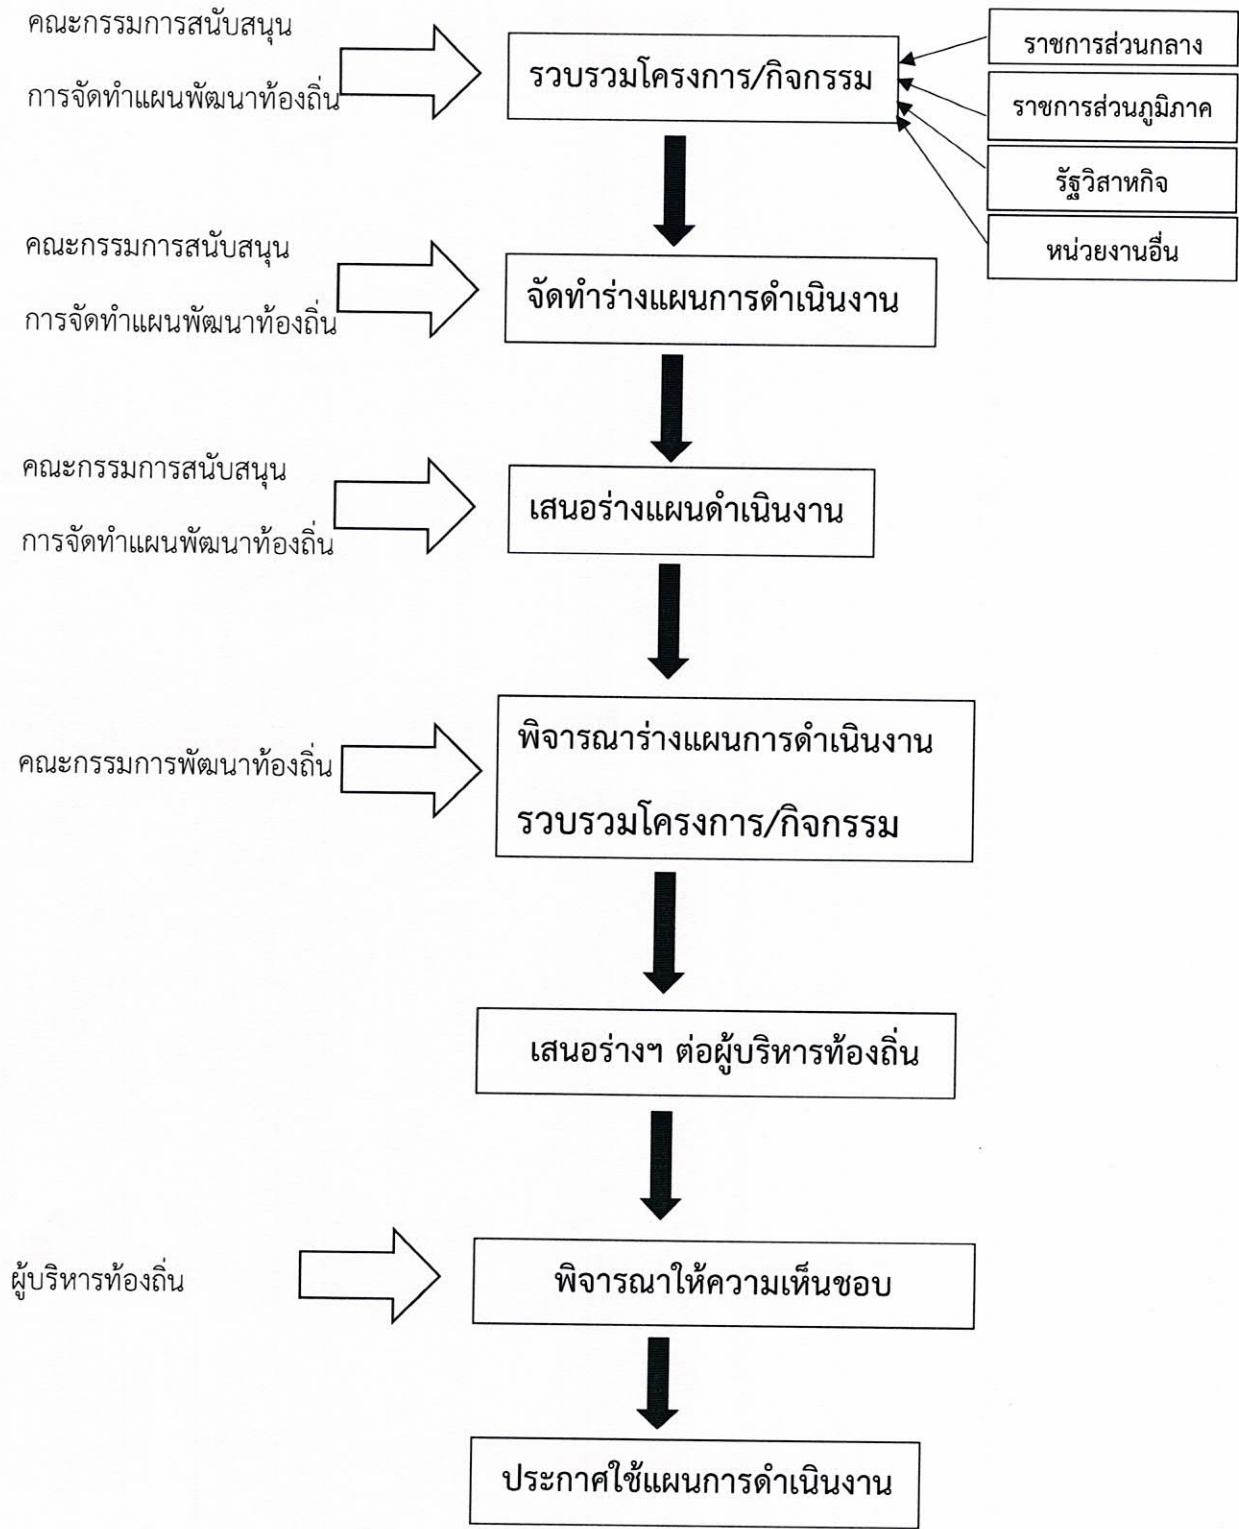 คณะกรรมการสนับสนุน
การจัดทำแผนพัฒนาท้องถิ่น
รวบรวมโครงการ/กิจกรรม
ราชการส่วนกลาง
ราชการส่วนภูมิภาค
รัฐวิสาหกิจ
หน่วยงานอื่น
คณะกรรมการสนับสนุน
การจัดทำแผนพัฒนาท้องถิ่น
จัดทำร่างแผนการดำเนินงาน
คณะกรรมการสนับสนุน
การจัดทำแผนพัฒนาท้องถิ่น
เสนอร่างแผนดำเนินงาน
คณะกรรมการพัฒนาท้องถิ่น
พิจารณาร่างแผนการดำเนินงาน
รวบรวมโครงการ/กิจกรรม
เสนอร่างฯ ต่อผู้บริหารท้องถิ่น
ผู้บริหารท้องถิ่น
พิจารณาให้ความเห็นชอบ
ประกาศใช้แผนการดำเนินงาน